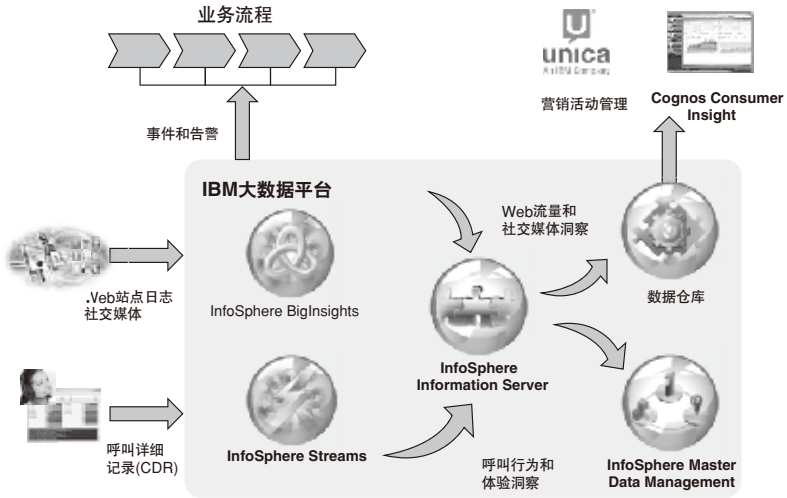 业务流程
unica
An IBM Company
营销活动管理
Cognos Consumer
Insight
事件和告警
IBM大数据平台
Web流量和
社交媒体洞察
.Veb站点日志
社交媒体
InfoSphere BigInsights
数据仓库
InfoSphere
Information Server
呼叫详细
记录(CDR)
InfoSphere Streams
呼叫行为和
体验洞察
InfoSphere Master
Data Management